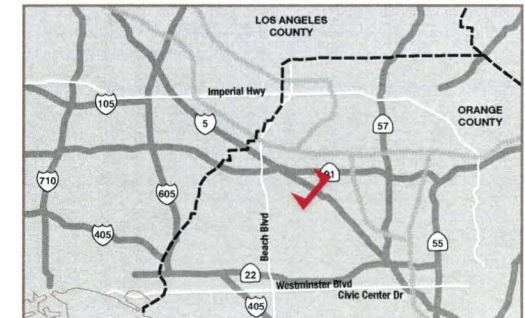 LOS ANGELES
COUNTY
Imperial Hwy
105
5
57
ORANGE
COUNTY
91
710
605
405
Beach Blvd
55
22
Westminster Blvd
Civic Center Dr
405